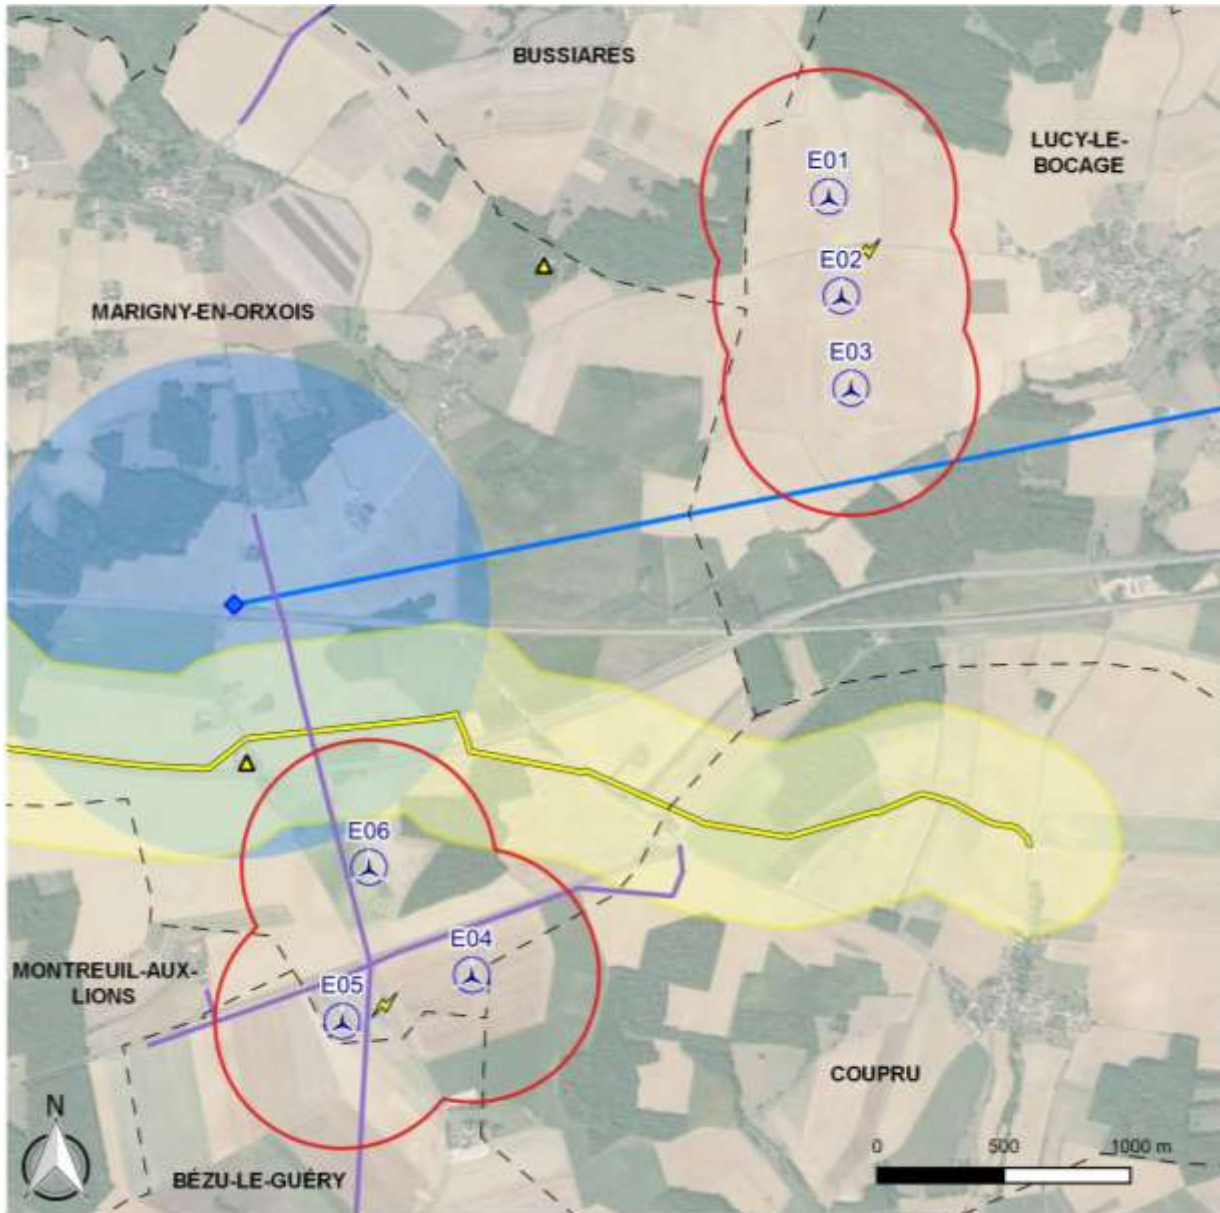 BUSSIARES
LUCY-LE-
BOCAGE
E01
E02
MARIGNY-EN-ORXOIS
E03
E06
E04
MONTREUIL-AUX-
LIONS
E05
COUPRU
N
0 500 1000 m
BÉZU-LE-GUÉRY